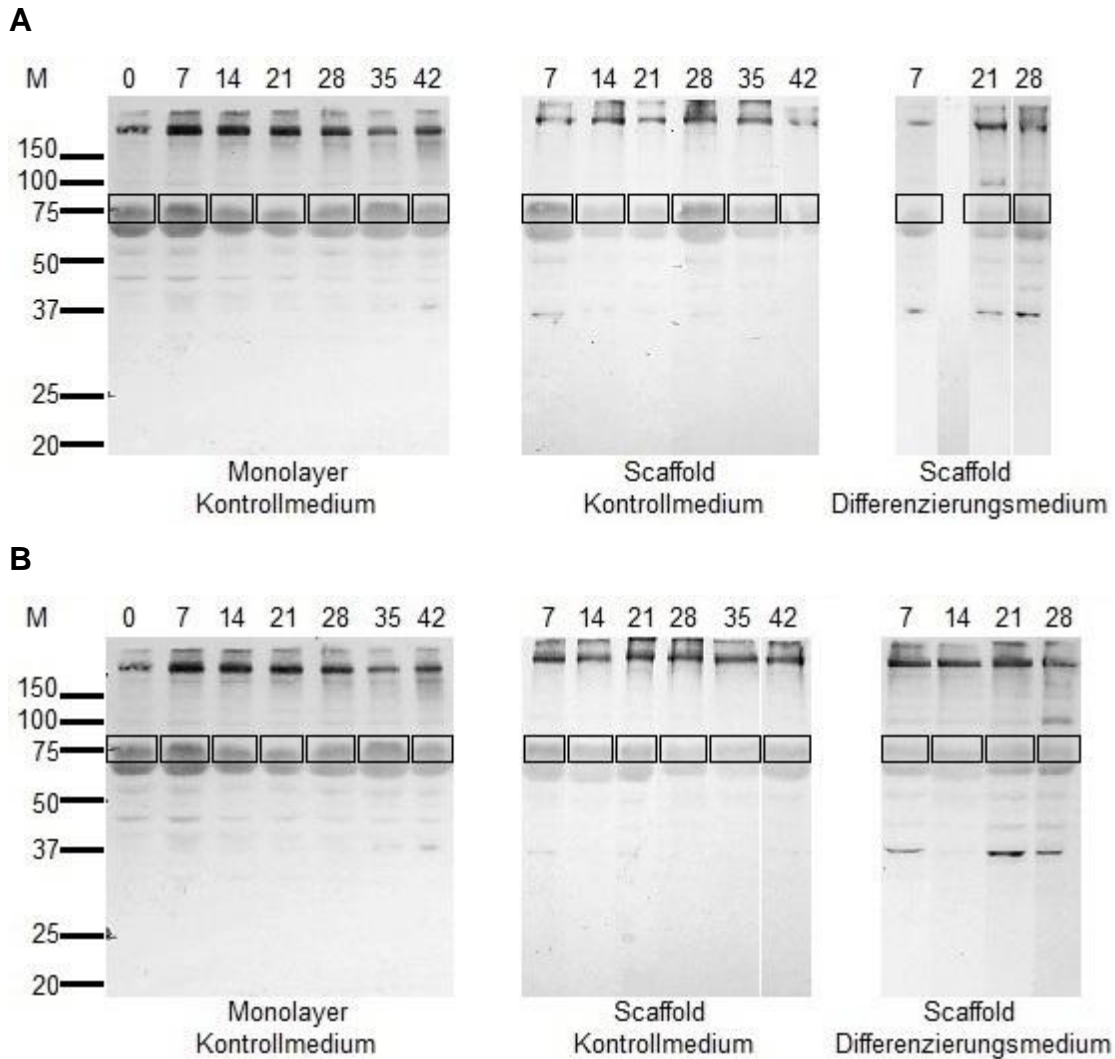 A
M 0 7 14 21 28 35 42 7 14 21 28 35 42 7 21 28
150
100
75
50
37
25
20
Monolayer Kontrollmedium
Scaffold Kontrollmedium
Scaffold Differenzierungsmedium
B
M 0 7 14 21 28 35 42 7 14 21 28 35 42 7 14 21 28
150
100
75
50
37
25
20
Monolayer Kontrollmedium
Scaffold Kontrollmedium
Scaffold Differenzierungsmedium